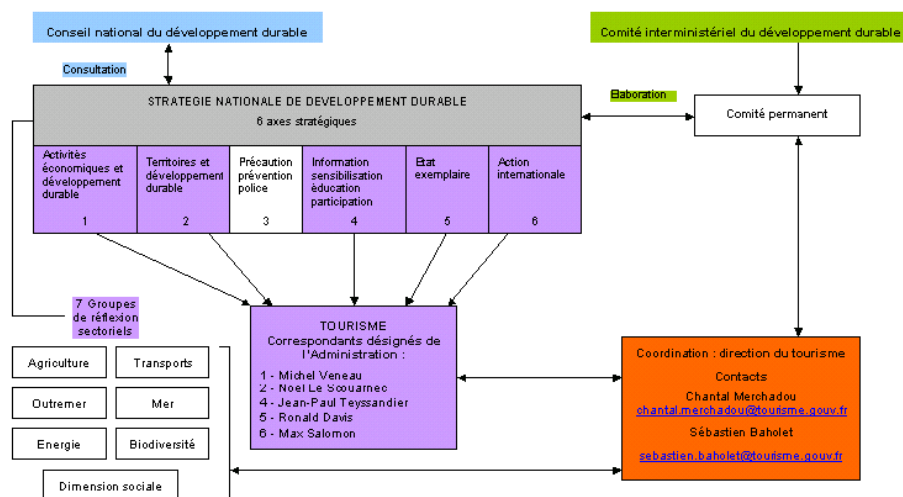 Conseil national du développement durable
Comité interministériel du développement durable
Consultation
STRATEGIE NATIONALE DE DEVELOPPEMENT DURABLE
6 axes stratégiques
Elaboration
Comité permanent
Activités
économiques et
développement
durable
1
Territoires et
développement
durable
2
Précaution
prévention
police
3
Information
sensibilisation
éducation
participation
4
Etat
exemplaire
5
Action
internationale
6
7 Groupes
de réflexion
sectoriels
Agriculture
Transports
Outremer
Mer
Energie
Biodiversité
Dimension sociale
TOURISME
Correspondants désignés de
l'Administration :
1 - Michel Veneau
2 - Noël Le Scouarnec
4 - Jean-Paul Teyssandier
5 - Ronald Davis
6 - Max Salomon
Coordination : direction du tourisme
Contacts
Chantal Merchadou
chantal.merchadou@tourisme.gouv.fr
Sébastien Baholet
sebastien.baholet@tourisme.gouv.fr